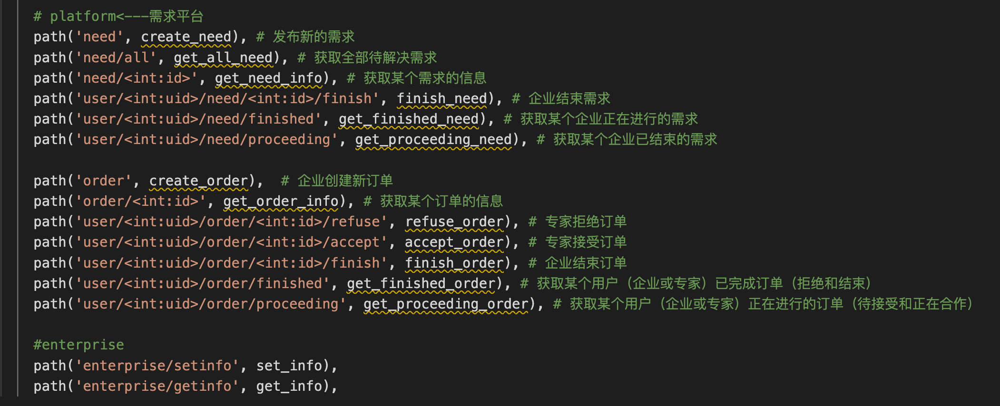 # platform<---需求平台
path('need', create_need), # 发布新的需求
path('need/all', get_all_need), # 获取全部待解决需求
path('need/<int:id>', get_need_info), # 获取某个需求的信息
path('user/<int:uid>/need/<int:id>/finish', finish_need), # 企业结束需求
path('user/<int:uid>/need/finished', get_finished_need), # 获取某个企业正在进行的需求
path('user/<int:uid>/need/proceeding', get_proceeding_need), # 获取某个企业已结束的需求
path('order', create_order),  # 企业创建新订单
path('order/<int:id>', get_order_info), # 获取某个订单的信息
path('user/<int:uid>/order/<int:id>/refuse', refuse_order), # 专家拒绝订单
path('user/<int:uid>/order/<int:id>/accept', accept_order), # 专家接受订单
path('user/<int:uid>/order/<int:id>/finish', finish_order), # 企业结束订单
path('user/<int:uid>/order/finished', get_finished_order), # 获取某个用户（企业或专家）已完成订单（拒绝和结束）
path('user/<int:uid>/order/proceeding', get_proceeding_order), # 获取某个用户（企业或专家）正在进行的订单（待接受和正在合作）
#enterprise
path('enterprise/setinfo', set_info),
path('enterprise/getinfo', get_info),